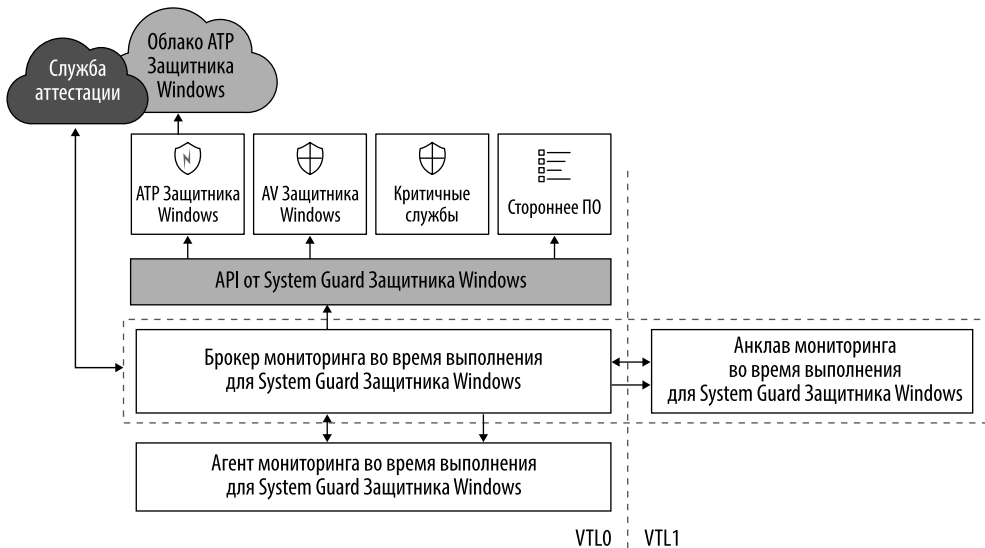 Облако ATP
Защитника
Windows
Служба
аттестации
ATP Защитника
Windows
AV Защитника
Windows
Критичные
службы
Стороннее ПО
API от System Guard Защитника Windows
Брокер мониторинга во время выполнения
для System Guard Защитника Windows
Анклав мониторинга
во время выполнения
для System Guard Защитника Windows
Агент мониторинга во время выполнения
для System Guard Защитника Windows
VTL0
VTL1